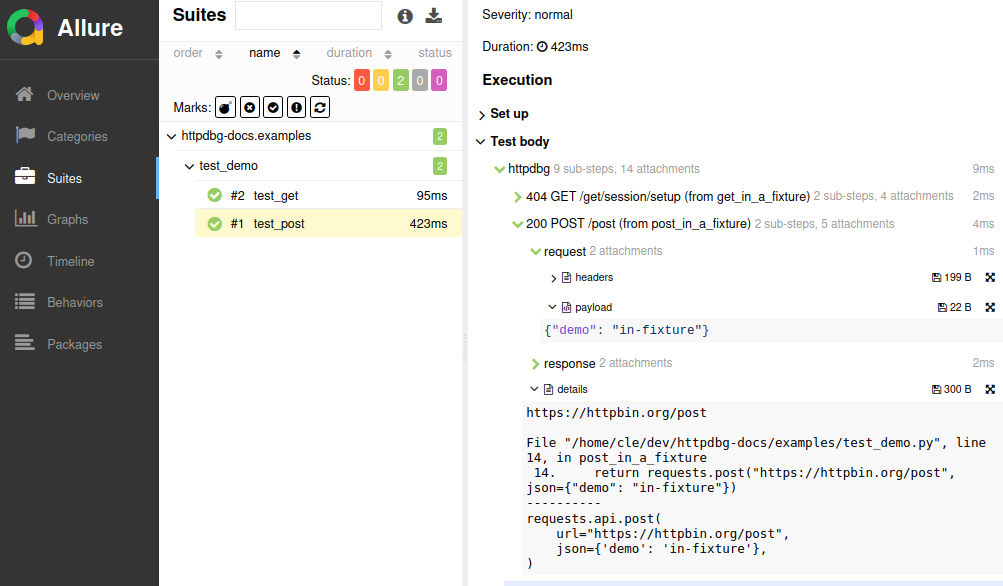 Allure
Overview
Categories
Suites
Graphs
Timeline
Behaviors
Packages
Suites
order name duration status
Status: 0 0 2 0 0
Marks:
httpdbg-docs.examples 2
test_demo 2
#2 test_get 95ms
#1 test_post 423ms
Severity: normal
Duration: 423ms
Execution
Set up
Test body
httpdbg 9 sub-steps, 14 attachments 9ms
404 GET /get/session/setup (from get_in_a_fixture) 2 sub-steps, 4 attachments 2ms
200 POST /post (from post_in_a_fixture) 2 sub-steps, 5 attachments 4ms
request 2 attachments 1ms
headers 199 B
payload 22 B
{"demo": "in-fixture"}
response 2 attachments 2ms
details 300 B
https://httpbin.org/post
File "/home/cle/dev/httpdbg-docs/examples/test_demo.py", line
14, in post_in_a_fixture
14. return requests.post("https://httpbin.org/post",
json={"demo": "in-fixture"})
----------
requests.api.post(
url="https://httpbin.org/post",
json={'demo': 'in-fixture'},
)